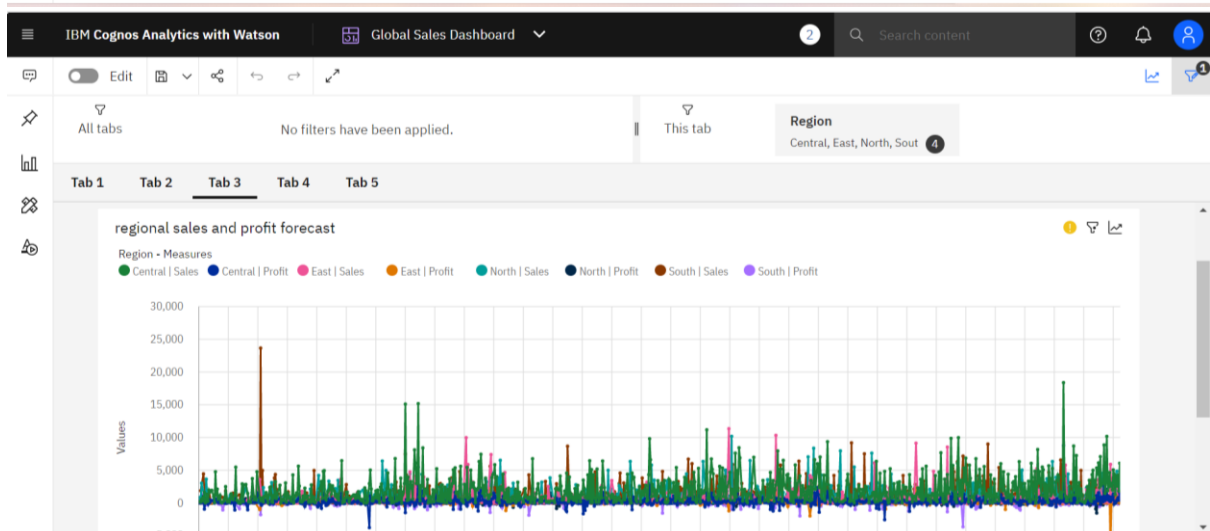 IBM Cognos Analytics with Watson
Global Sales Dashboard
2
Search content
Edit
1
All tabs
No filters have been applied.
This tab
Region
Central, East, North, Sout 4
Tab 1 Tab 2 Tab 3 Tab 4 Tab 5
regional sales and profit forecast
Region - Measures
Central | Sales Central | Profit East | Sales East | Profit North | Sales North | Profit South | Sales South | Profit
30,000
25,000
20,000
15,000
10,000
5,000
0
Values